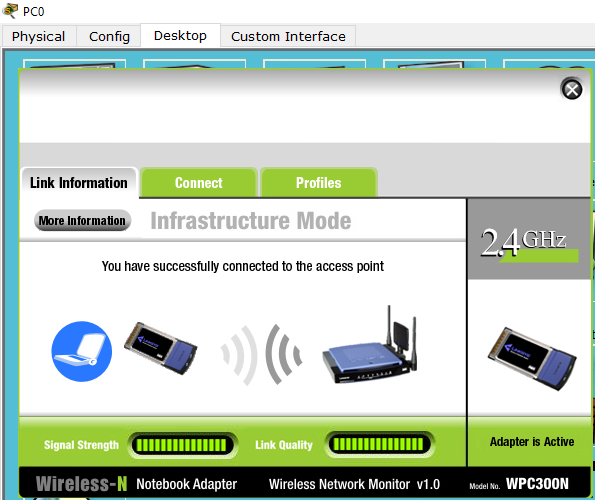 PC0
Physical Config Desktop Custom Interface
Link Information Connect Profiles
More Information Infrastructure Mode
2.4GHz
You have successfully connected to the access point
Signal Strength Link Quality Adapter is Active
Wireless-N Notebook Adapter Wireless Network Monitor v1.0 Model No. WPC300N